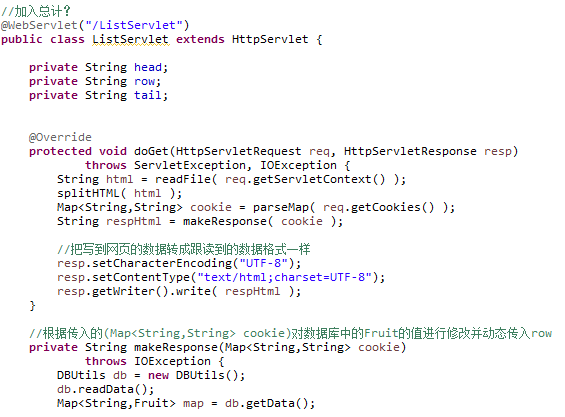 //加入总计?
@WebServlet("/ListServlet")
public class ListServlet extends HttpServlet {
private String head;
private String row;
private String tail;
@Override
protected void doGet(HttpServletRequest req, HttpServletResponse resp)
throws ServletException, IOException {
String html = readFile( req.getServletContext() );
splitHTML( html );
Map<String,String> cookie = parseMap( req.getCookies() );
String respHtml = makeResponse( cookie );
//把写到网页的数据转成跟读到的数据格式一样
resp.setCharacterEncoding("UTF-8");
resp.setContentType("text/html;charset=UTF-8");
resp.getWriter().write( respHtml );
}
//根据传入的(Map<String,String> cookie)对数据库中的Fruit的值进行修改并动态传入row
private String makeResponse(Map<String,String> cookie)
throws IOException {
DBUtils db = new DBUtils();
db.readData();
Map<String,Fruit> map = db.getData();